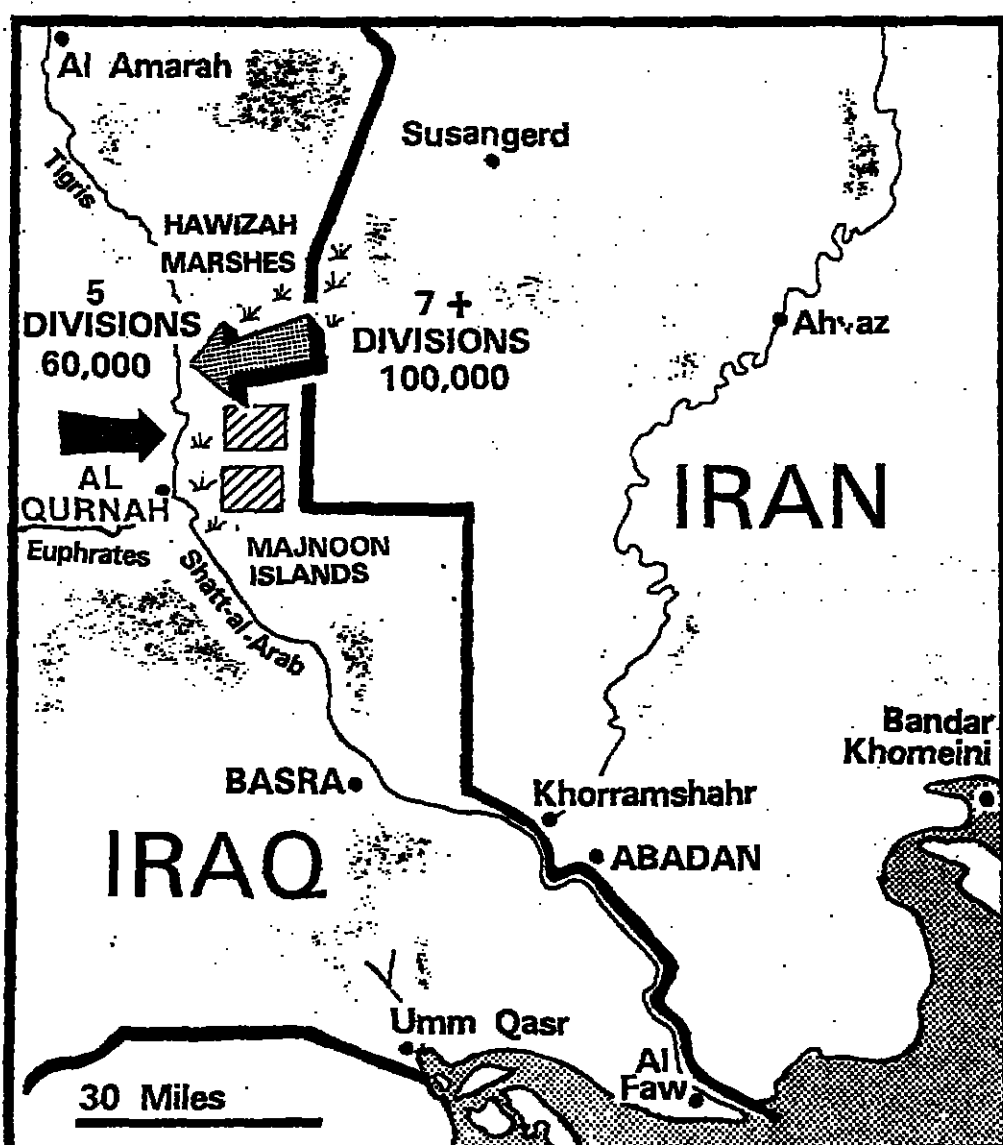 Al Amarah
Susangerd
Tigris
HAWIZAH
MARSHES
5
DIVISIONS
60,000
7 +
DIVISIONS
100,000
Ahvaz
AL
QURNAH
IRAN
Euphrates
MAJNOON
ISLANDS
Shatt-al-Arab
Bandar
Khomeini
BASRA
Khorramshahr
IRAQ
ABADAN
Umm Qasr
Al
Faw
30 Miles